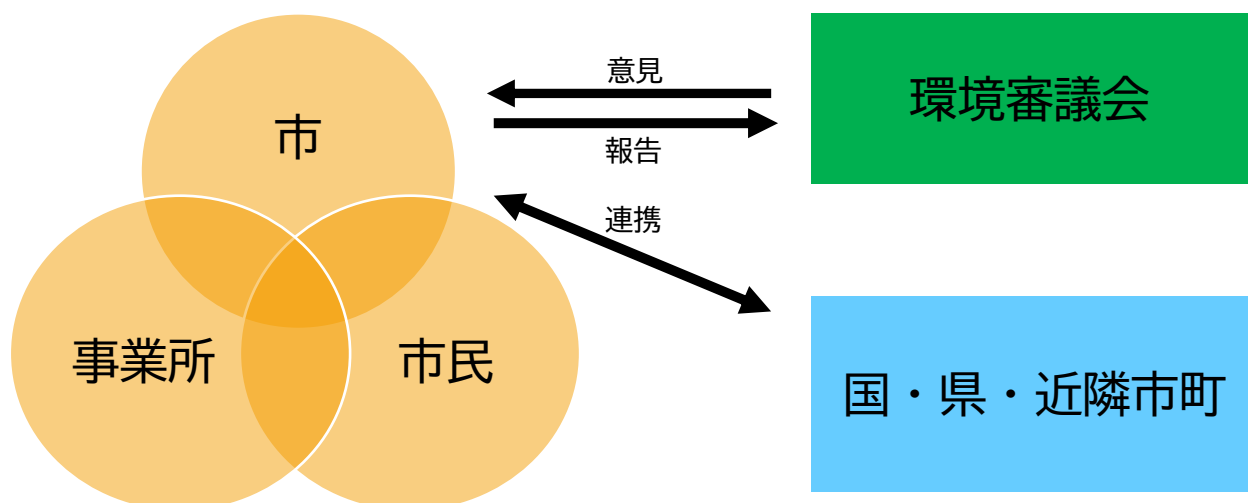 市
事業所
市民
意見
報告
連携
環境審議会
国・県・近隣市町